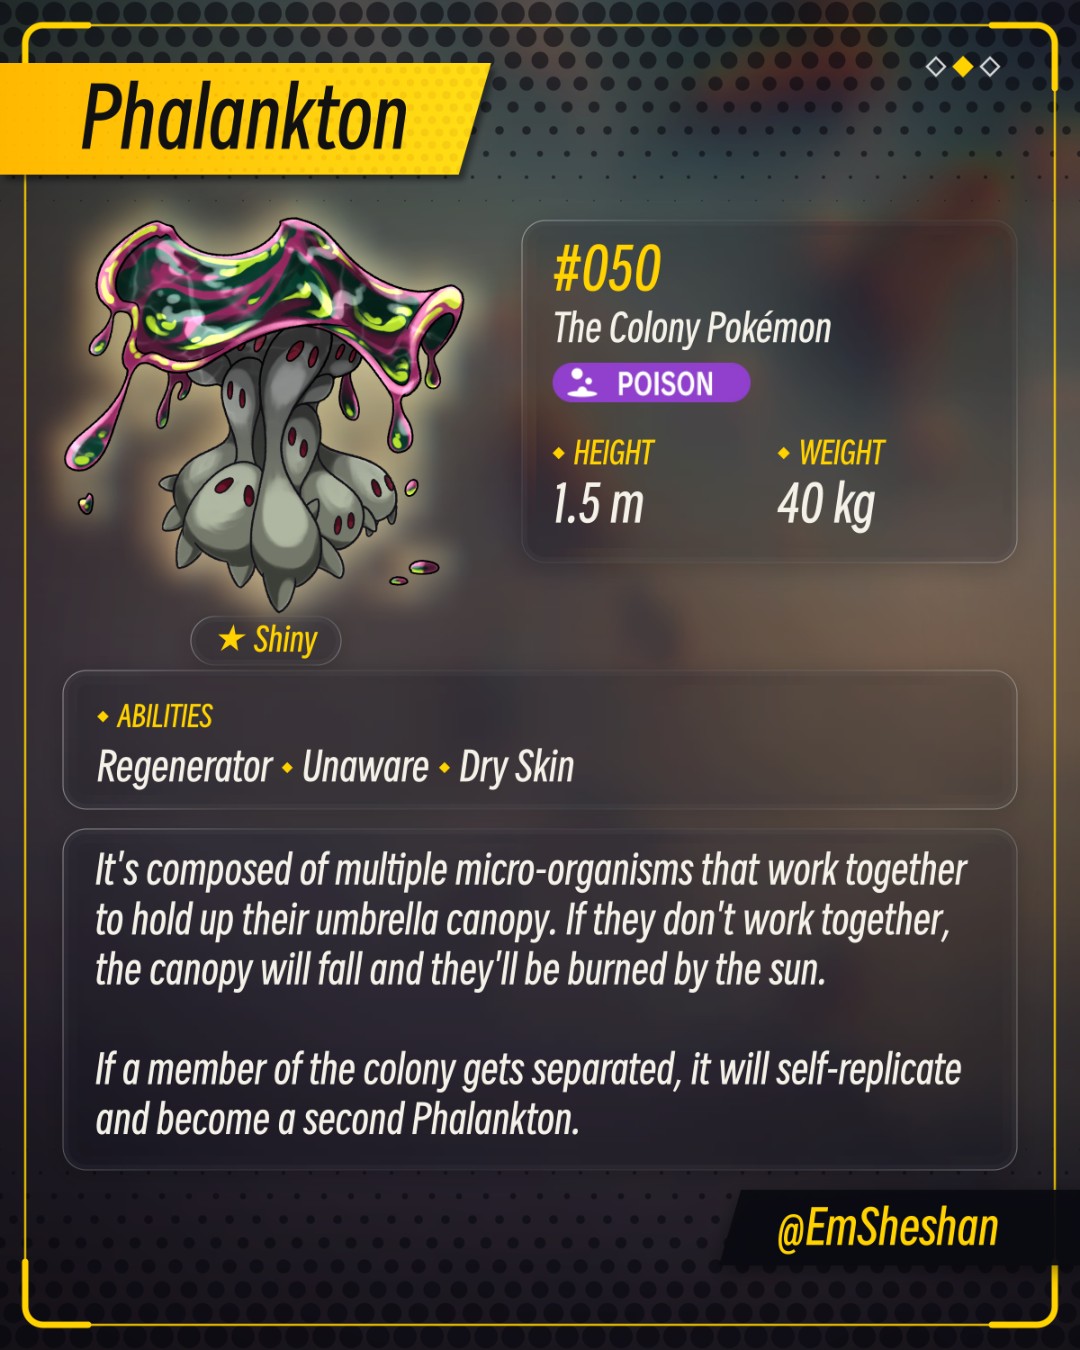 Phalankton
#050
The Colony Pokémon
POISON
HEIGHT
WEIGHT
1.5 m
40 kg
★ Shiny
ABILITIES
Regenerator • Unaware • Dry Skin
It's composed of multiple micro-organisms that work together
to hold up their umbrella canopy. If they don't work together,
the canopy will fall and they'll be burned by the sun.
If a member of the colony gets separated, it will self-replicate
and become a second Phalankton.
@EmSheshan